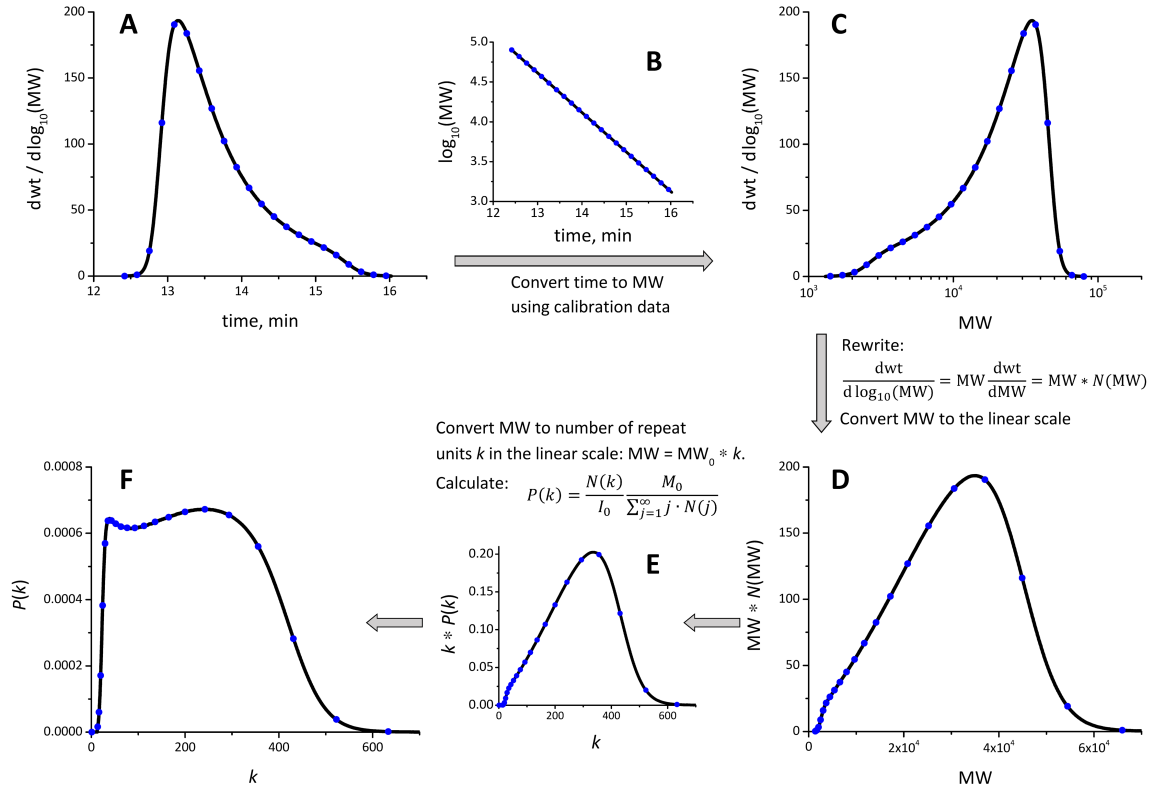 A
200
150
100
50
0
12
13
14
15
16
dwt / dlog10(MW)
time, min
B
5.0
4.5
4.0
3.5
3.0
12
13
14
15
16
log10(MW)
time, min
Convert time to MW
using calibration data
C
200
150
100
50
0
10^3
10^4
10^5
dwt / dlog10(MW)
MW
Rewrite:
dwt / d log10(MW) = MW dwt / dMW = MW ∗ N(MW)
Convert MW to the linear scale
D
200
150
100
50
0
0
2x10^4
4x10^4
6x10^4
MW ∗ N(MW)
MW
Convert MW to number of repeat
units k in the linear scale: MW = MW0 ∗ k.
Calculate: P(k) = N(k) / I0 M0 / ∑_{j=1}^{∞} j · N(j)
E
0.20
0.15
0.10
0.05
0.00
0
200
400
600
k ∗ P(k)
k
F
0.0008
0.0006
0.0004
0.0002
0.0000
0
200
400
600
P(k)
k